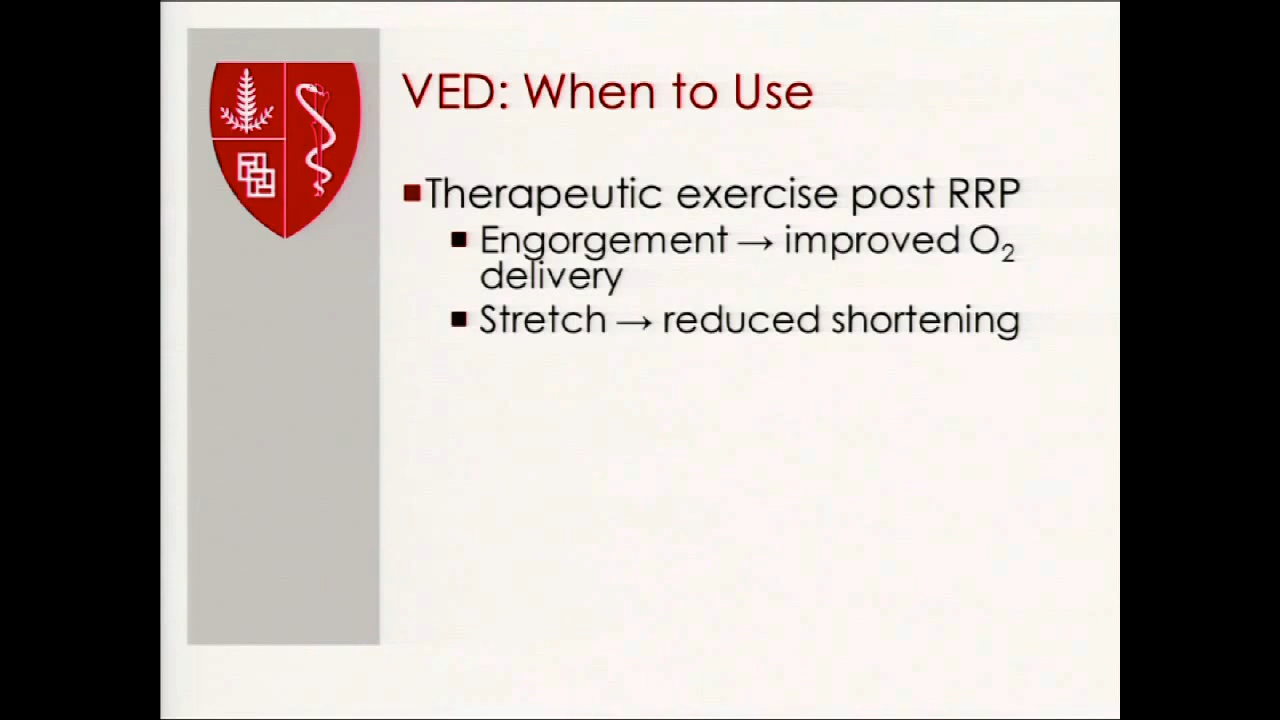 VED: When to Use
▪Therapeutic exercise post RRP
▪ Engorgement → improved O₂
delivery
▪ Stretch → reduced shortening